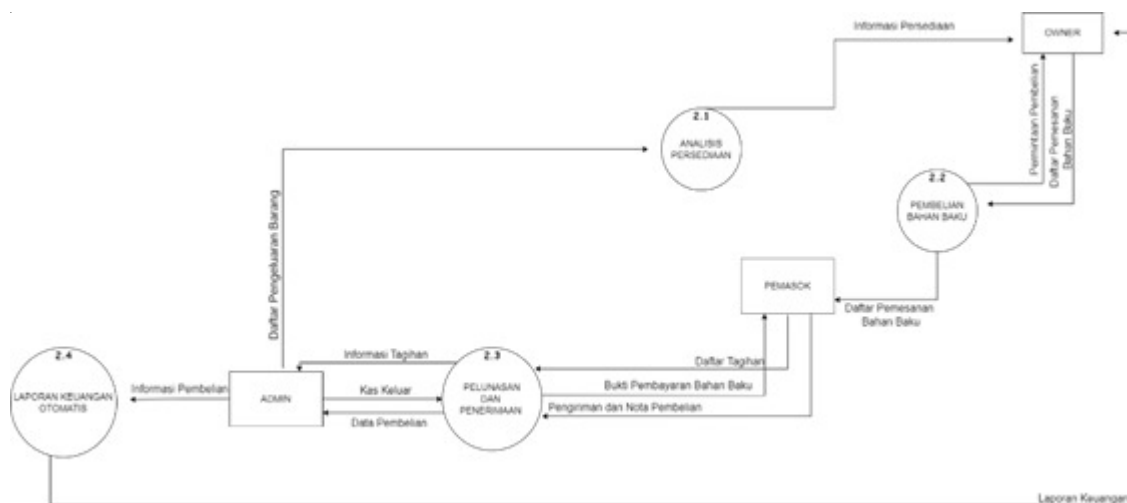 Informasi Persediaan
OWNER
2.1
ANALISIS
PERSEDIAAN
Permintaan Pembelian
Daftar Pemesanan
Bahan Baku
2.2
PEMBELIAN
BAHAN BAKU
Daftar Pengeluaran Barang
PEMASOK
Daftar Pemesanan
Bahan Baku
2.4
LAPORAN KEUANGAN
OTOMATIS
Informasi Pembelian
ADMIN
Informasi Tagihan
Kas Keluar
Data Pembelian
2.3
PELUNASAN
DAN
PENERIMAAN
Daftar Tagihan
Bukti Pembayaran Bahan Baku
Pengiriman dan Nota Pembelian
Laporan Keuangan